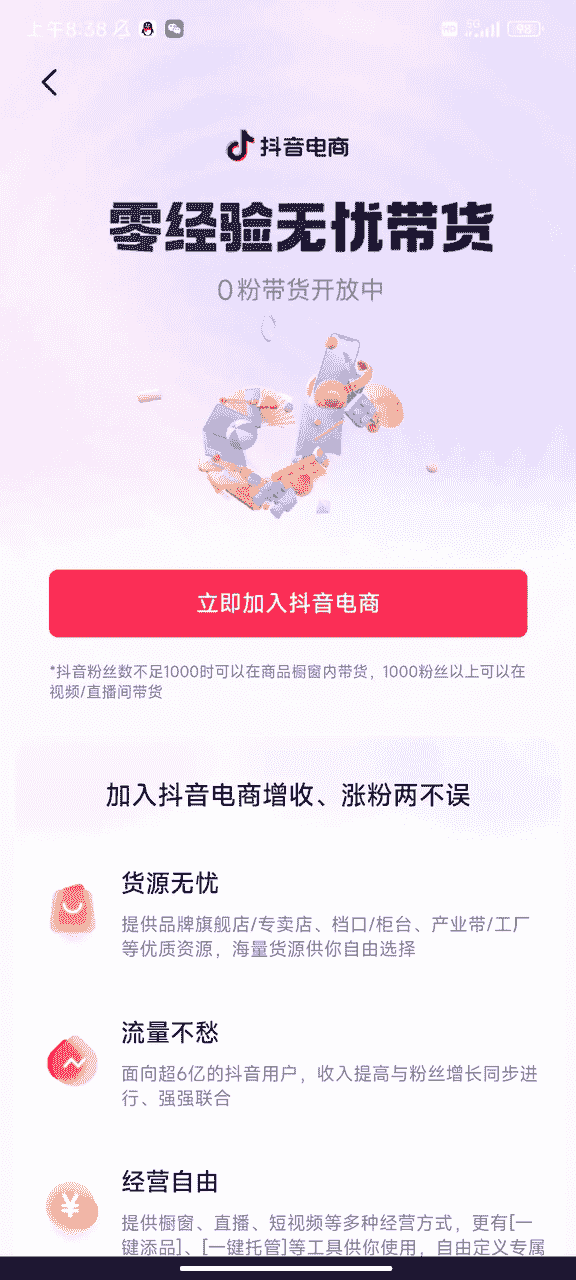 上午8:38
5G
98
抖音电商
零经验无忧带货
0粉带货开放中
立即加入抖音电商
*抖音粉丝数不足1000时可以在商品橱窗内带货，1000粉丝以上可以在
视频/直播间带货
加入抖音电商增收、涨粉两不误
货源无忧
提供品牌旗舰店/专卖店、档口/柜台、产业带/工厂
等优质资源，海量货源供你自由选择
流量不愁
面向超6亿的抖音用户，收入提高与粉丝增长同步进
行、强强联合
经营自由
提供橱窗、直播、短视频等多种经营方式，更有[一
键添品]、[一键托管]等工具供你使用，自由定义专属